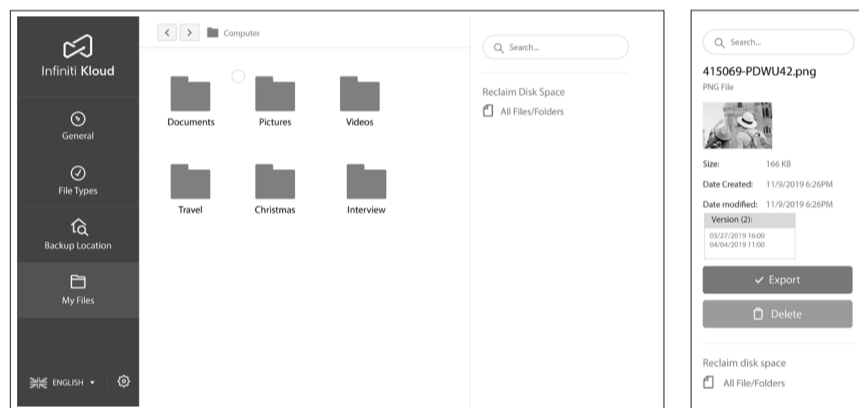 Infiniti Kloud
General
File Types
Backup Location
My Files
ENGLISH
Computer
Documents
Pictures
Videos
Travel
Christmas
Interview
Search...
Reclaim Disk Space
All Files/Folders
Search...
415069-PDWU42.png
PNG File
Size: 166 KB
Date Created: 11/9/2019 6:26PM
Date modified: 11/9/2019 6:26PM
Version (2):
03/27/2019 16:00
04/04/2019 11:00
Export
Delete
Reclaim disk space
All File/Folders